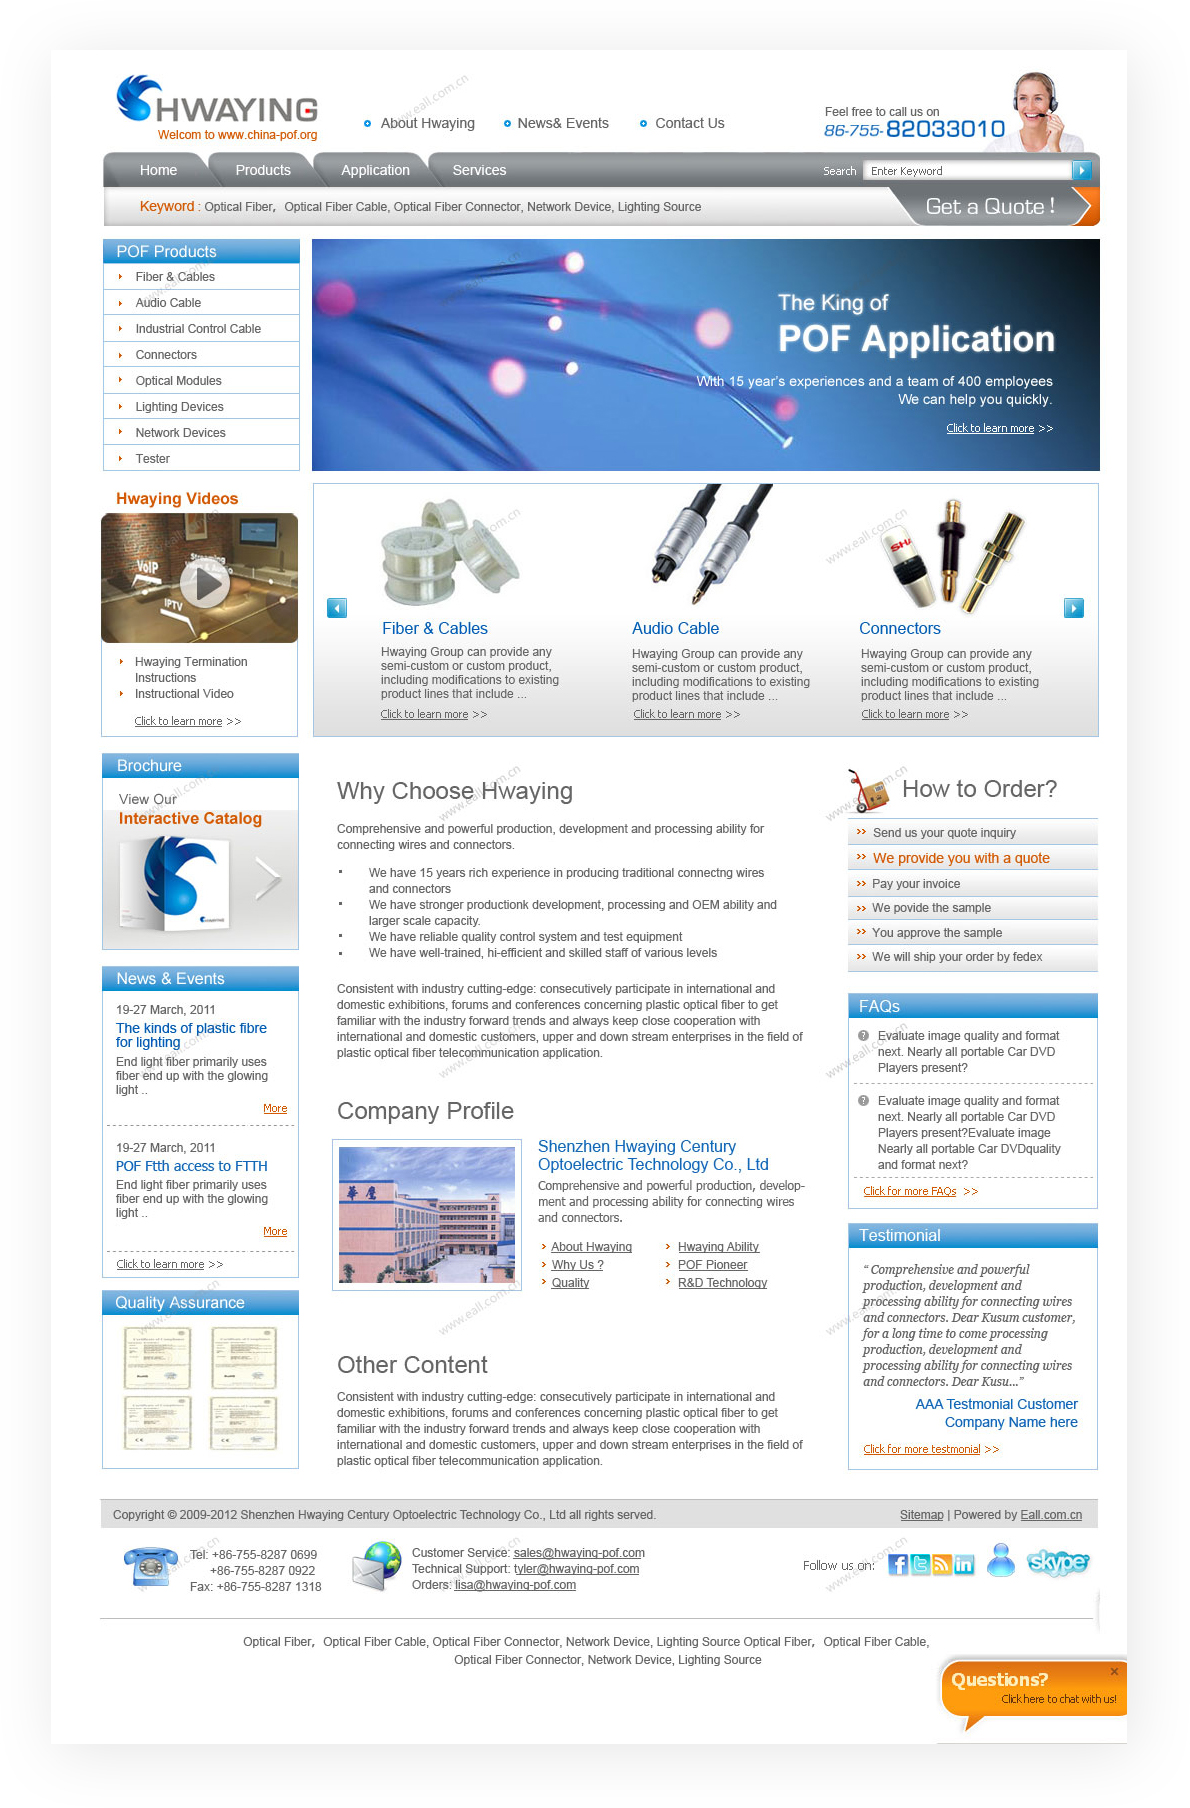 HWAYING
Welcom to www.china-pof.org
About Hwaying
News& Events
Contact Us
Feel free to call us on
86-755-82033010
Home
Products
Application
Services
Search
Enter Keyword
Keyword : Optical Fiber, Optical Fiber Cable, Optical Fiber Connector, Network Device, Lighting Source
Get a Quote !
POF Products
Fiber & Cables
Audio Cable
Industrial Control Cable
Connectors
Optical Modules
Lighting Devices
Network Devices
Tester
The King of
POF Application
With 15 year's experiences and a team of 400 employees
We can help you quickly.
Click to learn more >>
Hwaying Videos
VoIP
IPTV
Hwaying Termination
Instructions
Instructional Video
Click to learn more >>
SHA
Fiber & Cables
Hwaying Group can provide any
semi-custom or custom product,
including modifications to existing
product lines that include ...
Click to learn more >>
Audio Cable
Hwaying Group can provide any
semi-custom or custom product,
including modifications to existing
product lines that include ...
Click to learn more >>
Connectors
Hwaying Group can provide any
semi-custom or custom product,
including modifications to existing
product lines that include ...
Click to learn more >>
Brochure
View Our
Interactive Catalog
HWAYING
News & Events
19-27 March, 2011
The kinds of plastic fibre
for lighting
End light fiber primarily uses
fiber end up with the glowing
light ..
More
19-27 March, 2011
POF Ftth access to FTTH
End light fiber primarily uses
fiber end up with the glowing
light ..
More
Click to learn more >>
Quality Assurance
Why Choose Hwaying
Comprehensive and powerful production, development and processing ability for
connecting wires and connectors.
We have 15 years rich experience in producing traditional connectng wires
and connectors
We have stronger productionk development, processing and OEM ability and
larger scale capacity.
We have reliable quality control system and test equipment
We have well-trained, hi-efficient and skilled staff of various levels
Consistent with industry cutting-edge: consecutively participate in international and
domestic exhibitions, forums and conferences concerning plastic optical fiber to get
familiar with the industry forward trends and always keep close cooperation with
international and domestic customers, upper and down stream enterprises in the field of
plastic optical fiber telecommunication application.
Company Profile
華鹰
Shenzhen Hwaying Century
Optoelectric Technology Co., Ltd
Comprehensive and powerful production, develop-
ment and processing ability for connecting wires
and connectors.
About Hwaying
Hwaying Ability
Why Us ?
POF Pioneer
Quality
R&D Technology
Other Content
Consistent with industry cutting-edge: consecutively participate in international and
domestic exhibitions, forums and conferences concerning plastic optical fiber to get
familiar with the industry forward trends and always keep close cooperation with
international and domestic customers, upper and down stream enterprises in the field of
plastic optical fiber telecommunication application.
How to Order?
Send us your quote inquiry
We provide you with a quote
Pay your invoice
We povide the sample
You approve the sample
We will ship your order by fedex
FAQs
Evaluate image quality and format
next. Nearly all portable Car DVD
Players present?
Evaluate image quality and format
next. Nearly all portable Car DVD
Players present?Evaluate image
Nearly all portable Car DVDquality
and format next?
Click for more FAQs >>
Testimonial
“ Comprehensive and powerful
production, development and
processing ability for connecting wires
and connectors. Dear Kusum customer,
for a long time to come processing
production, development and
processing ability for connecting wires
and connectors. Dear Kusu...”
AAA Testmonial Customer
Company Name here
Click for more testmonial >>
Copyright © 2009-2012 Shenzhen Hwaying Century Optoelectric Technology Co., Ltd all rights served.
Sitemap | Powered by Eall.com.cn
Tel: +86-755-8287 0699
+86-755-8287 0922
Fax: +86-755-8287 1318
Customer Service: sales@hwaying-pof.com
Technical Support: tyler@hwaying-pof.com
Orders: lisa@hwaying-pof.com
Follow us on:
skype
Optical Fiber, Optical Fiber Cable, Optical Fiber Connector, Network Device, Lighting Source Optical Fiber, Optical Fiber Cable,
Optical Fiber Connector, Network Device, Lighting Source
Questions?
Click here to chat with us!
www.eall.com.cn